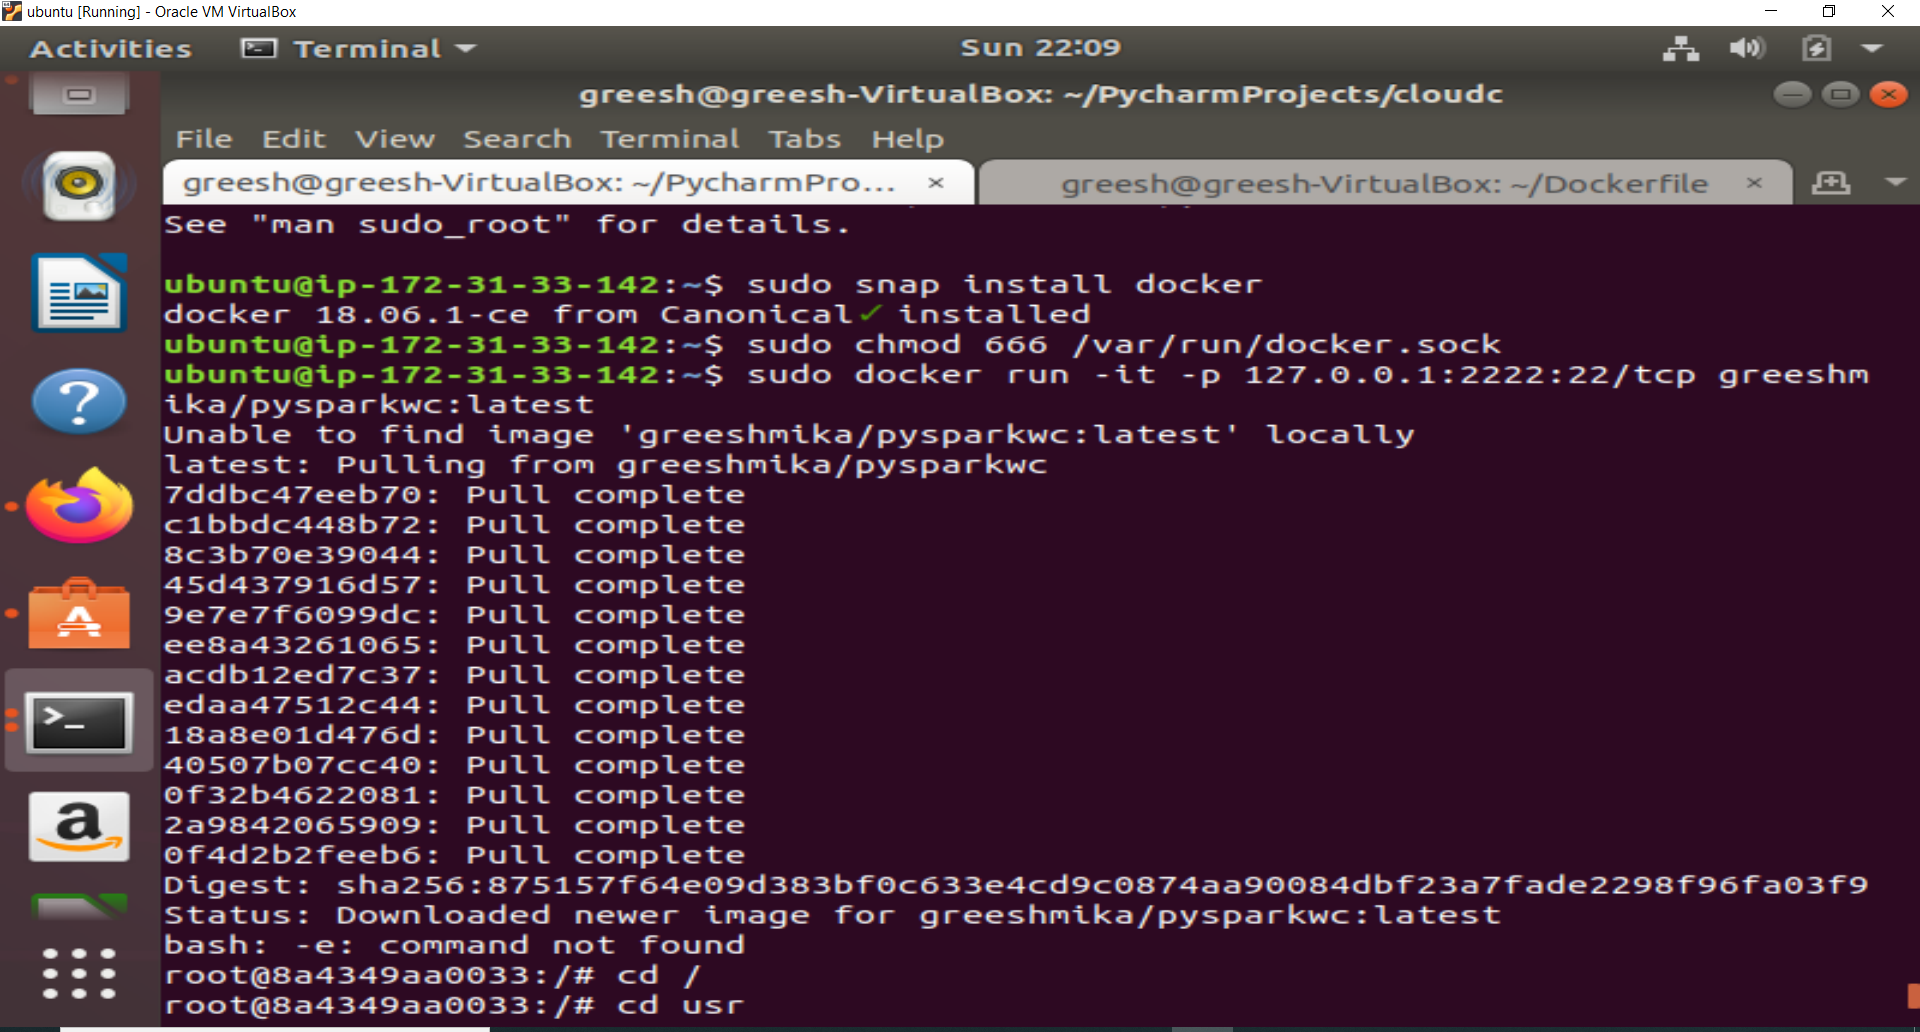 ubuntu [Running] - Oracle VM VirtualBox
Activities Terminal Sun 22:09
greesh@greesh-VirtualBox: ~/PycharmProjects/cloudc
File Edit View Search Terminal Tabs Help
greesh@greesh-VirtualBox: ~/PycharmPro... × greesh@greesh-VirtualBox: ~/Dockerfile ×
See "man sudo_root" for details.
ubuntu@ip-172-31-33-142:~$ sudo snap install docker
docker 18.06.1-ce from Canonical✓ installed
ubuntu@ip-172-31-33-142:~$ sudo chmod 666 /var/run/docker.sock
ubuntu@ip-172-31-33-142:~$ sudo docker run -it -p 127.0.0.1:2222:22/tcp greeshm
ika/pysparkwc:latest
Unable to find image 'greeshmika/pysparkwc:latest' locally
latest: Pulling from greeshmika/pysparkwc
7ddbc47eeb70: Pull complete
c1bbdc448b72: Pull complete
8c3b70e39044: Pull complete
45d437916d57: Pull complete
9e7e7f6099dc: Pull complete
ee8a43261065: Pull complete
acdb12ed7c37: Pull complete
edaa47512c44: Pull complete
18a8e01d476d: Pull complete
40507b07cc40: Pull complete
0f32b4622081: Pull complete
2a9842065909: Pull complete
0f4d2b2feeb6: Pull complete
Digest: sha256:875157f64e09d383bf0c633e4cd9c0874aa90084dbf23a7fade2298f96fa03f9
Status: Downloaded newer image for greeshmika/pysparkwc:latest
bash: -e: command not found
root@8a4349aa0033:/# cd /
root@8a4349aa0033:/# cd usr